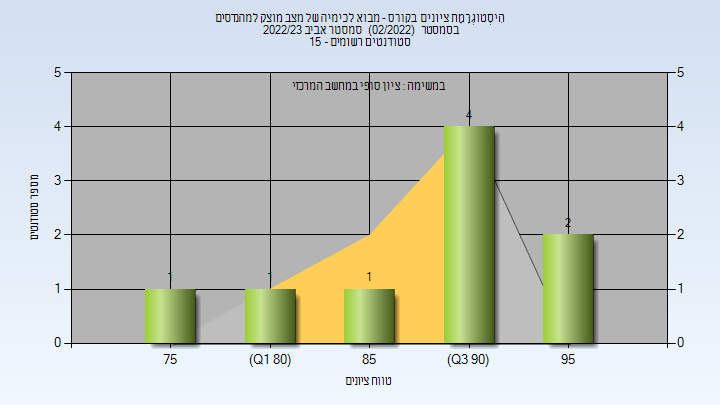 הִיסְטוֹגְרַמַת ציונים בקורס - מבוא לכימיה של מצב מוצק למהנדסים
בסמסטר (02/2022) סמסטר אביב 2022/23
סטודנטים רשומים - 15
במשימה : ציון סופי במחשב המרכזי
5 5
4 4
3 3
2 2
1 1
0 0
1 1 1 4 2
75 (Q1 80) 85 (Q3 90) 95
מספר סטודנטים
טווח ציונים